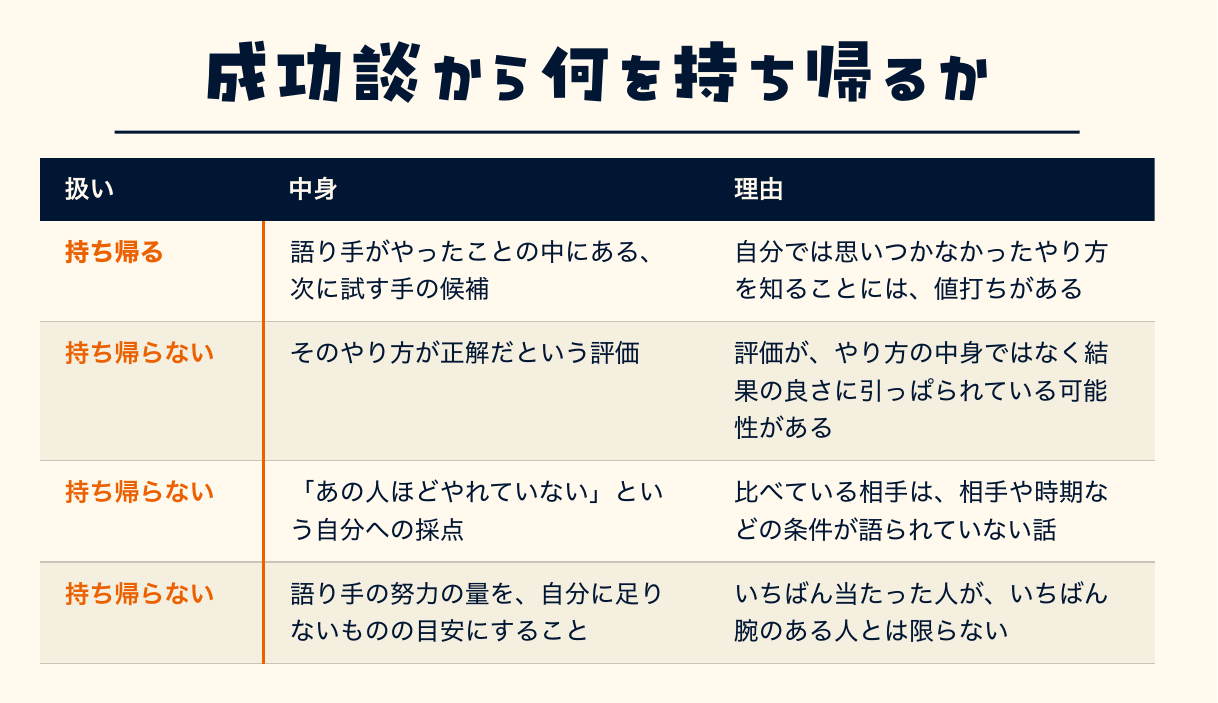 成功談から何を持ち帰るか
扱い 中身 理由
持ち帰る
語り手がやったことの中にある、
次に試す手の候補
自分では思いつかなかったやり方
を知ることには、値打ちがある
持ち帰らない
そのやり方が正解だという評価
評価が、やり方の中身ではなく結
果の良さに引っぱられている可能
性がある
持ち帰らない
「あの人ほどやれていない」とい
う自分への採点
比べている相手は、相手や時期な
どの条件が語られていない話
持ち帰らない
語り手の努力の量を、自分に足り
ないものの目安にすること
いちばん当たった人が、いちばん
腕のある人とは限らない